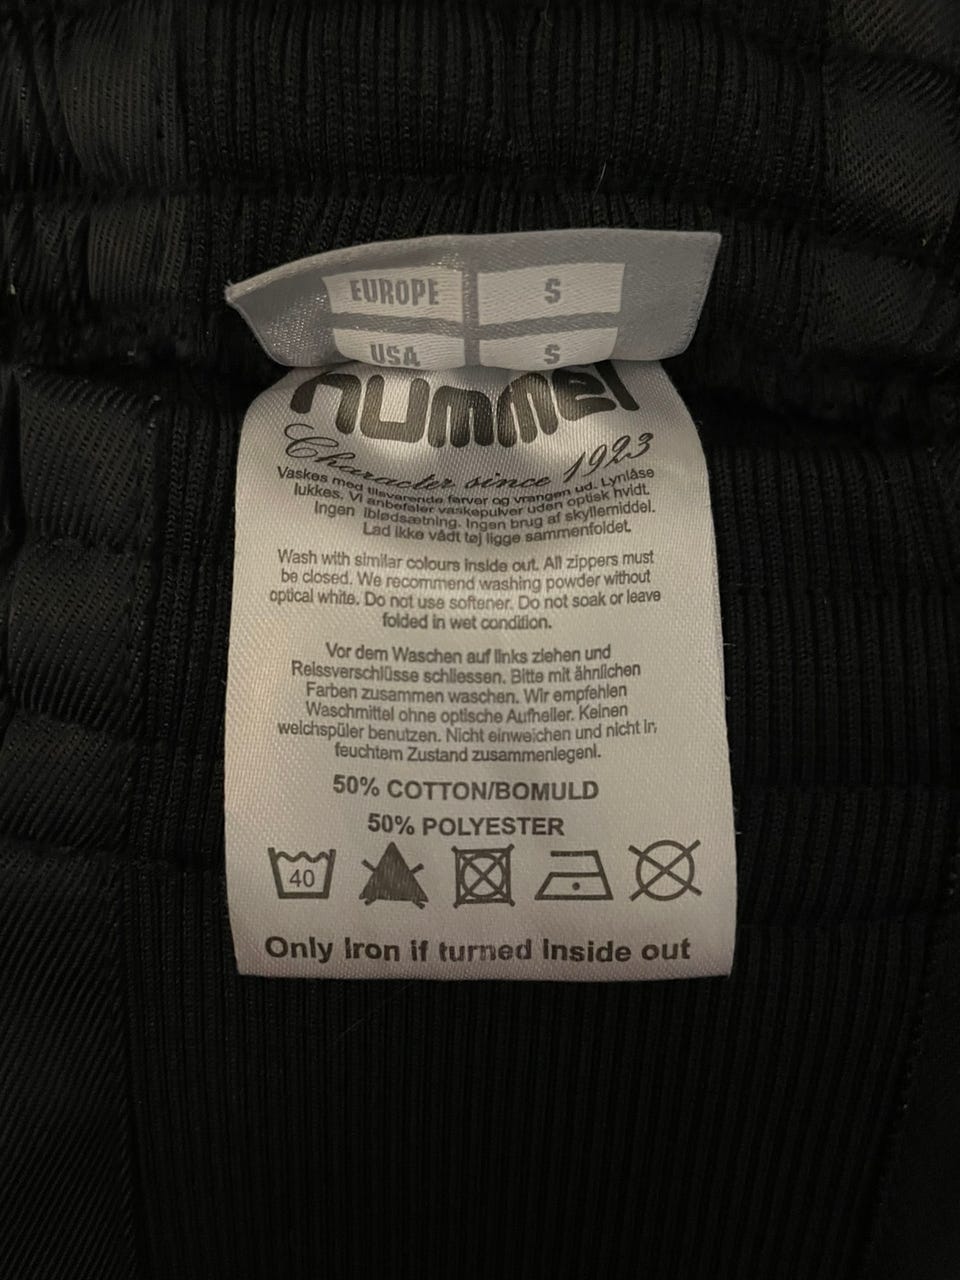 EUROPE S
USA S
hummel
Character since 1923
Vaskes med tilsvarende farver og vrangen ud. Lynlåse
lukkes. Vi anbefaler vaskepulver uden optisk hvidt.
Ingen Iblødsætning. Ingen brug af skyllemiddel.
Lad ikke vådt tøj ligge sammenfoldet.
Wash with similar colours Inside out. All zippers must
be closed. We recommend washing powder without
optical white. Do not use softener. Do not soak or leave
folded in wet condition.
Vor dem Waschen auf links ziehen und
Reissverschlüsse schliessen. Bitte mit ähnlichen
Farben zusammen waschen. Wir empfehlen
Waschmittel ohne optische Aufheller. Keinen
weichspüler benutzen. Nicht einweichen und nicht in
feuchtem Zustand zusammenlegenl.
50% COTTON/BOMULD
50% POLYESTER
40
Only Iron if turned Inside out